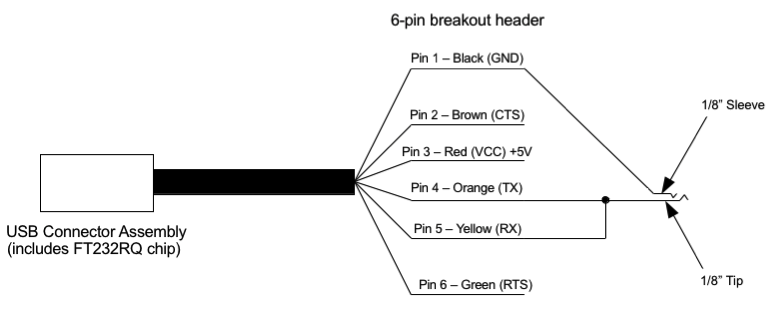 6-pin breakout header
Pin 1 – Black (GND)
1/8” Sleeve
Pin 2 – Brown (CTS)
Pin 3 – Red (VCC) +5V
Pin 4 – Orange (TX)
USB Connector Assembly
(includes FT232RQ chip)
Pin 5 – Yellow (RX)
1/8” Tip
Pin 6 – Green (RTS)